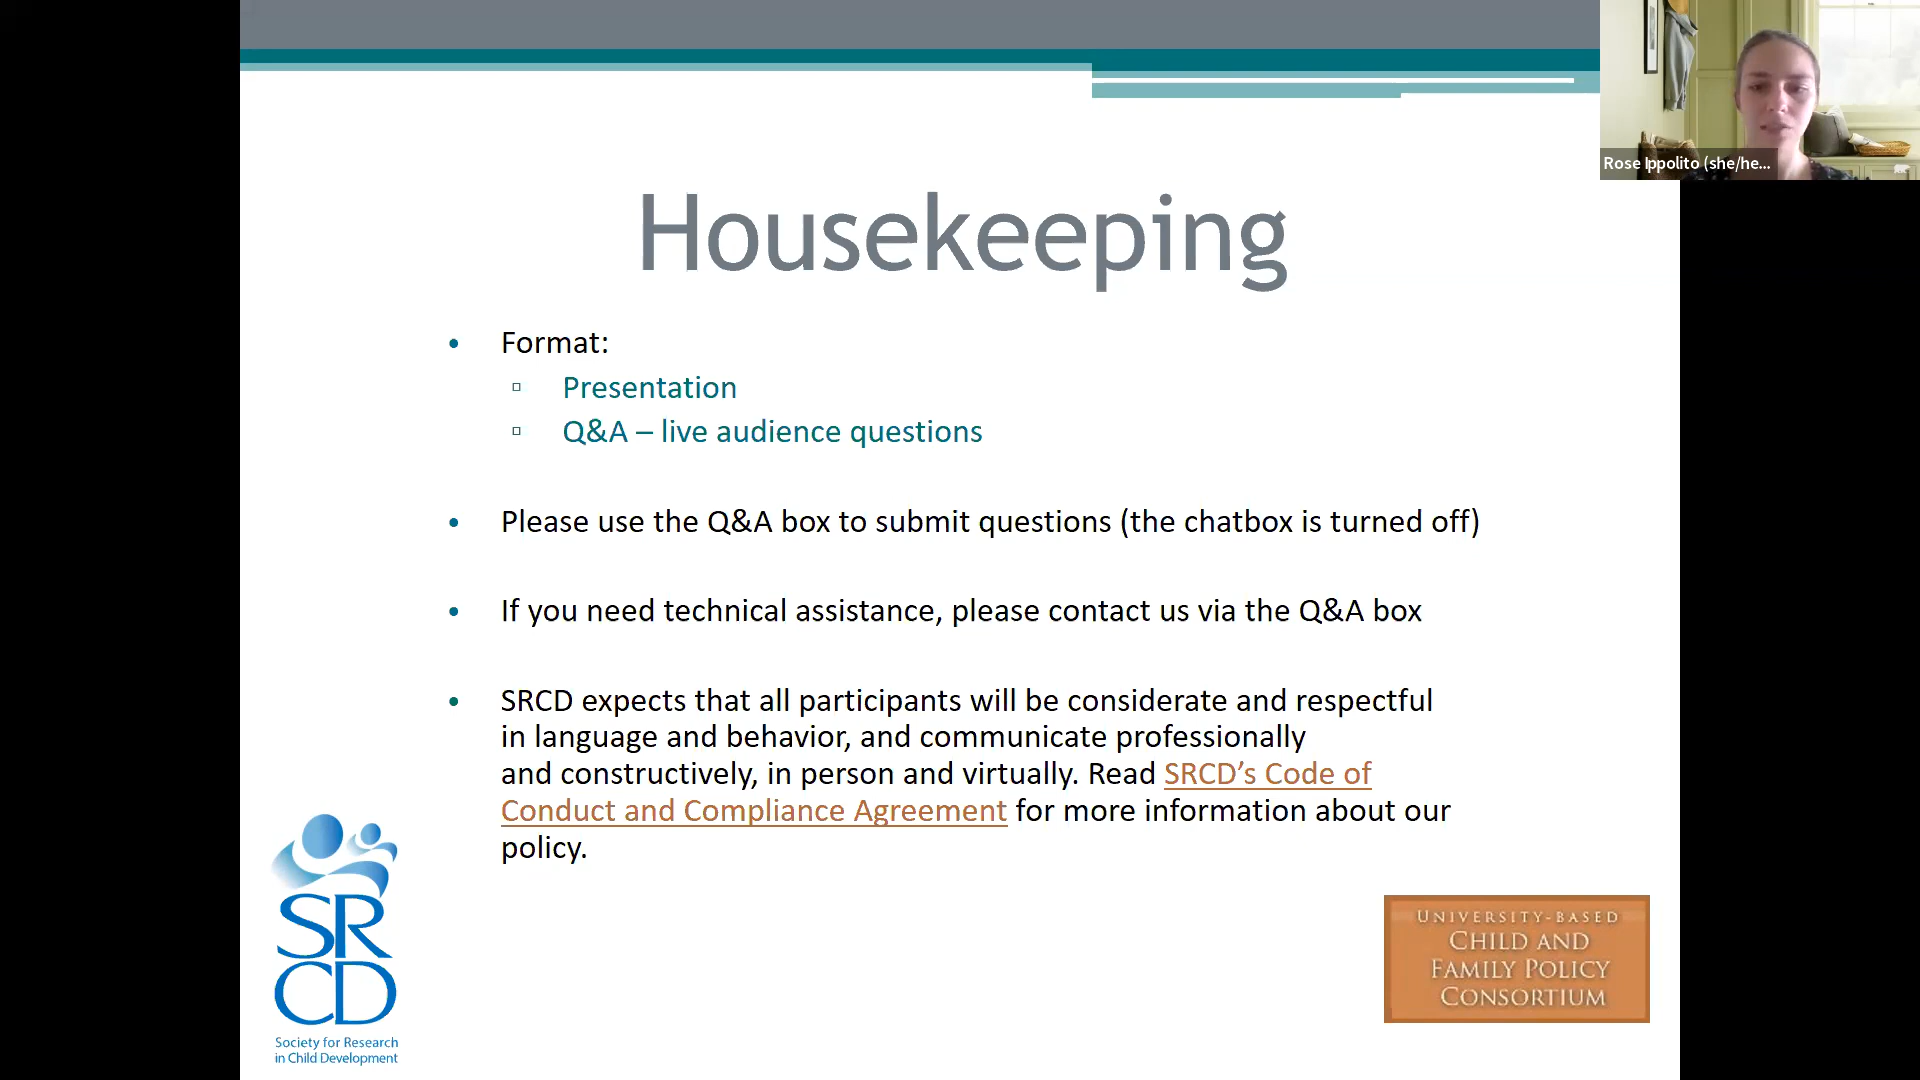 Rose Ippolito (she/he...
Housekeeping
• Format:
▫ Presentation
▫ Q&A – live audience questions
• Please use the Q&A box to submit questions (the chatbox is turned off)
• If you need technical assistance, please contact us via the Q&A box
• SRCD expects that all participants will be considerate and respectful
in language and behavior, and communicate professionally
and constructively, in person and virtually. Read SRCD’s Code of
Conduct and Compliance Agreement for more information about our
policy.
SR
CD
Society for Research
in Child Development
UNIVERSITY-BASED
CHILD AND
FAMILY POLICY
CONSORTIUM